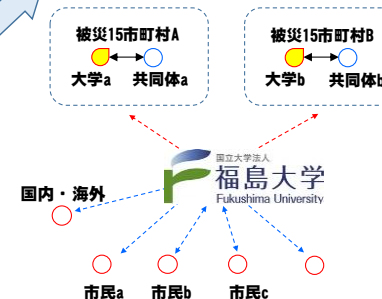 被災15市町村A
大学a 共同体a
被災15市町村B
大学b 共同体b
国立大学法人
福島大学
Fukushima University
国内・海外
市民a 市民b 市民c